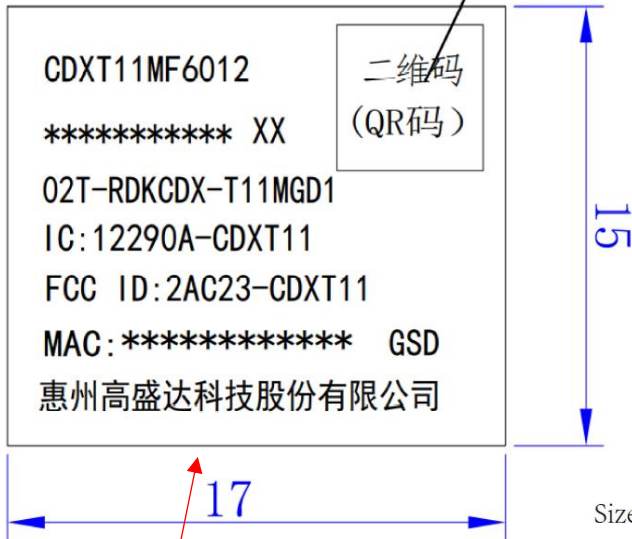 CDXT11MF6012
二维码
(QR码)
*********** XX
02T-RDKCDX-T11MGD1
IC:12290A-CDXT11
FCC ID:2AC23-CDXT11
MAC:************ GSD
惠州高盛达科技股份有限公司
15
17
Size